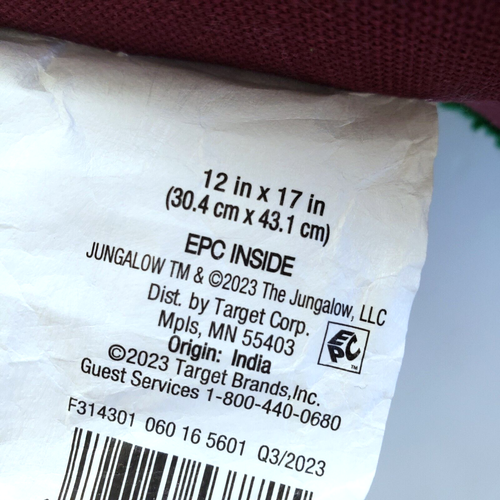 12 in x 17 in
(30.4 cm x 43.1 cm)
EPC INSIDE
JUNGALOW TM & ©2023 The Jungalow, LLC
Dist. by Target Corp.
Mpls, MN 55403
EPC TM
Origin: India
©2023 Target Brands,Inc.
Guest Services 1-800-440-0680
F314301 060 16 5601 Q3/2023